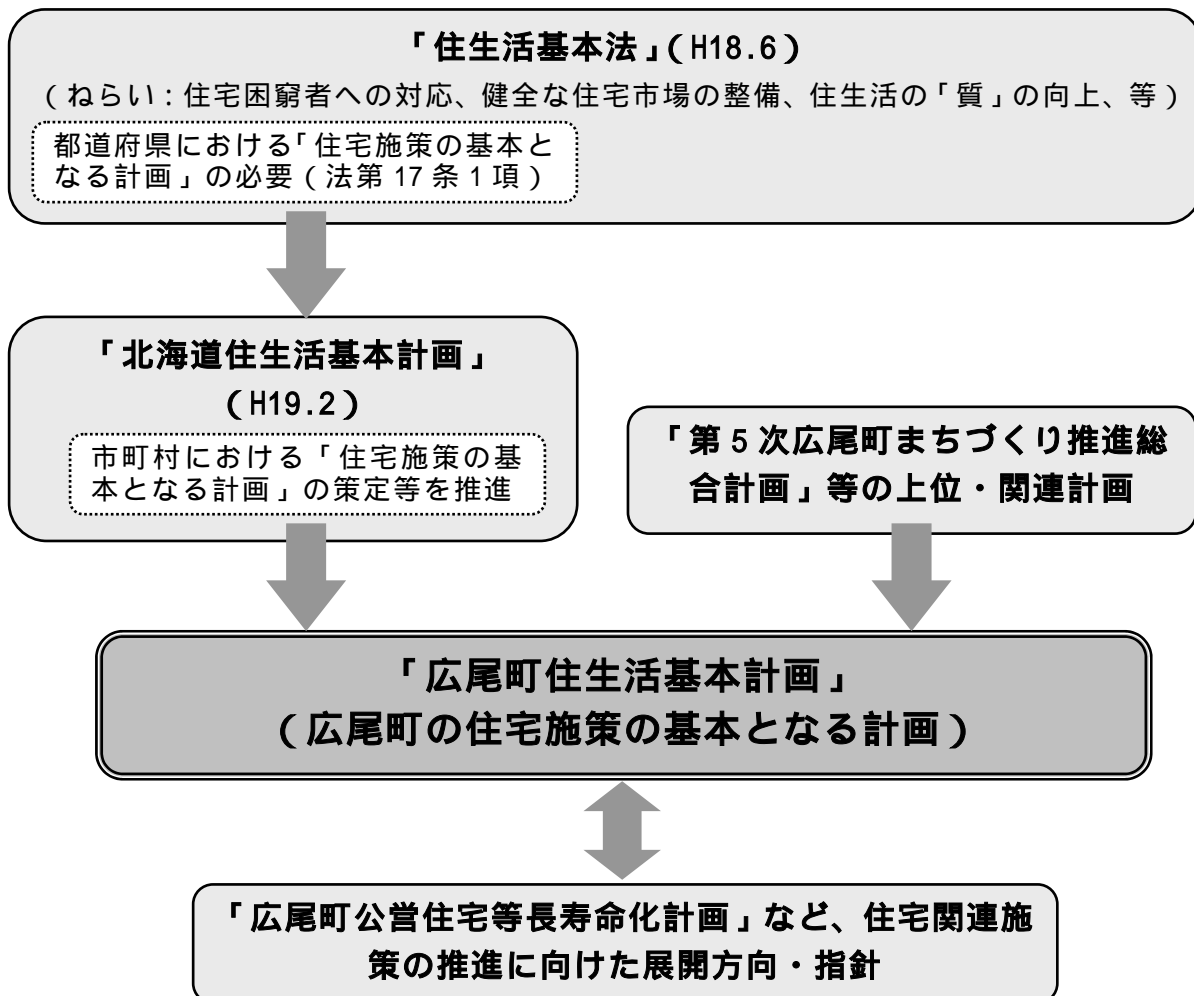 「住生活基本法」（H18.6）
（ねらい：住宅困窮者への対応、健全な住宅市場の整備、住生活の「質」の向上、等）
都道府県における「住宅施策の基本と
なる計画」の必要（法第17条1項）
「北海道住生活基本計画」
（H19.2）
市町村における「住宅施策の基
本となる計画」の策定等を推進
「第5次広尾町まちづくり推進総
合計画」等の上位・関連計画
「広尾町住生活基本計画」
（広尾町の住宅施策の基本となる計画）
「広尾町公営住宅等長寿命化計画」など、住宅関連施
策の推進に向けた展開方向・指針